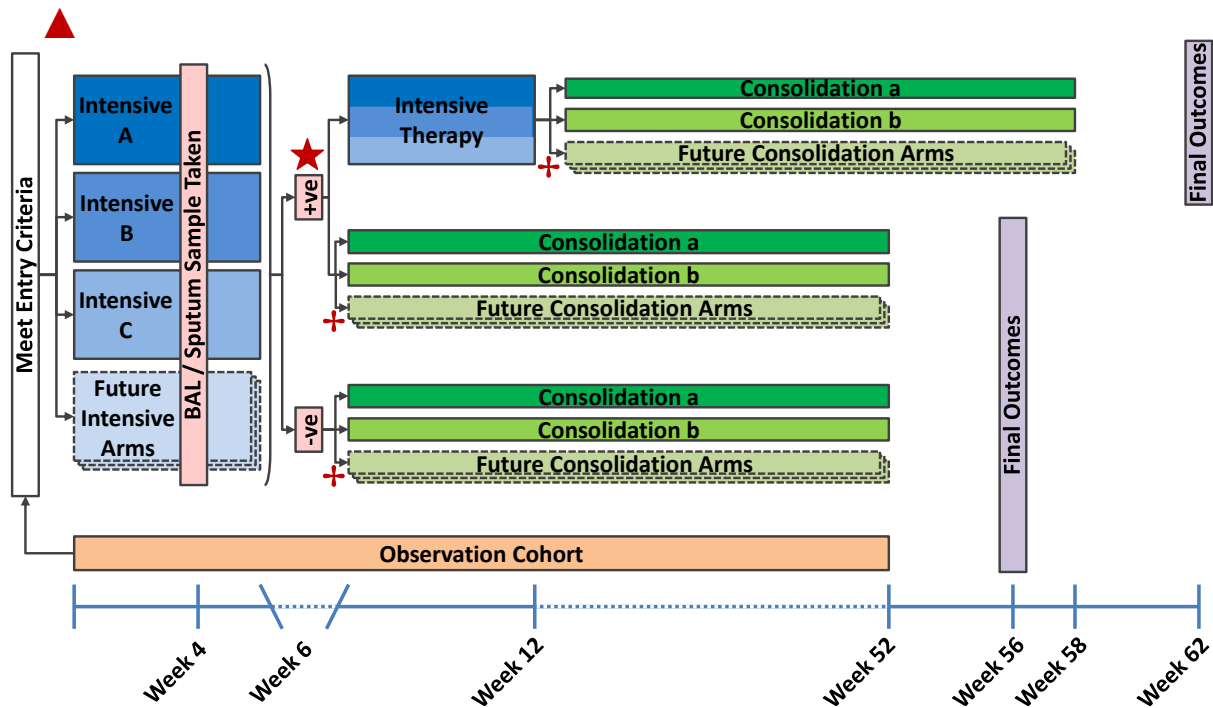 Met Entry Criteria
Intensive
A
Intensive
B
Intensive
C
Future
Intensive
Arms
BAL / Sputum Sample Taken
+ve
-ve
Intensive
Therapy
Consolidation a
Consolidation b
Future Consolidation Arms
Consolidation a
Consolidation b
Future Consolidation Arms
Consolidation a
Consolidation b
Future Consolidation Arms
Final Outcomes
Final Outcomes
Observation Cohort
Week 4
Week 6
Week 12
Week 52
Week 56
Week 58
Week 62